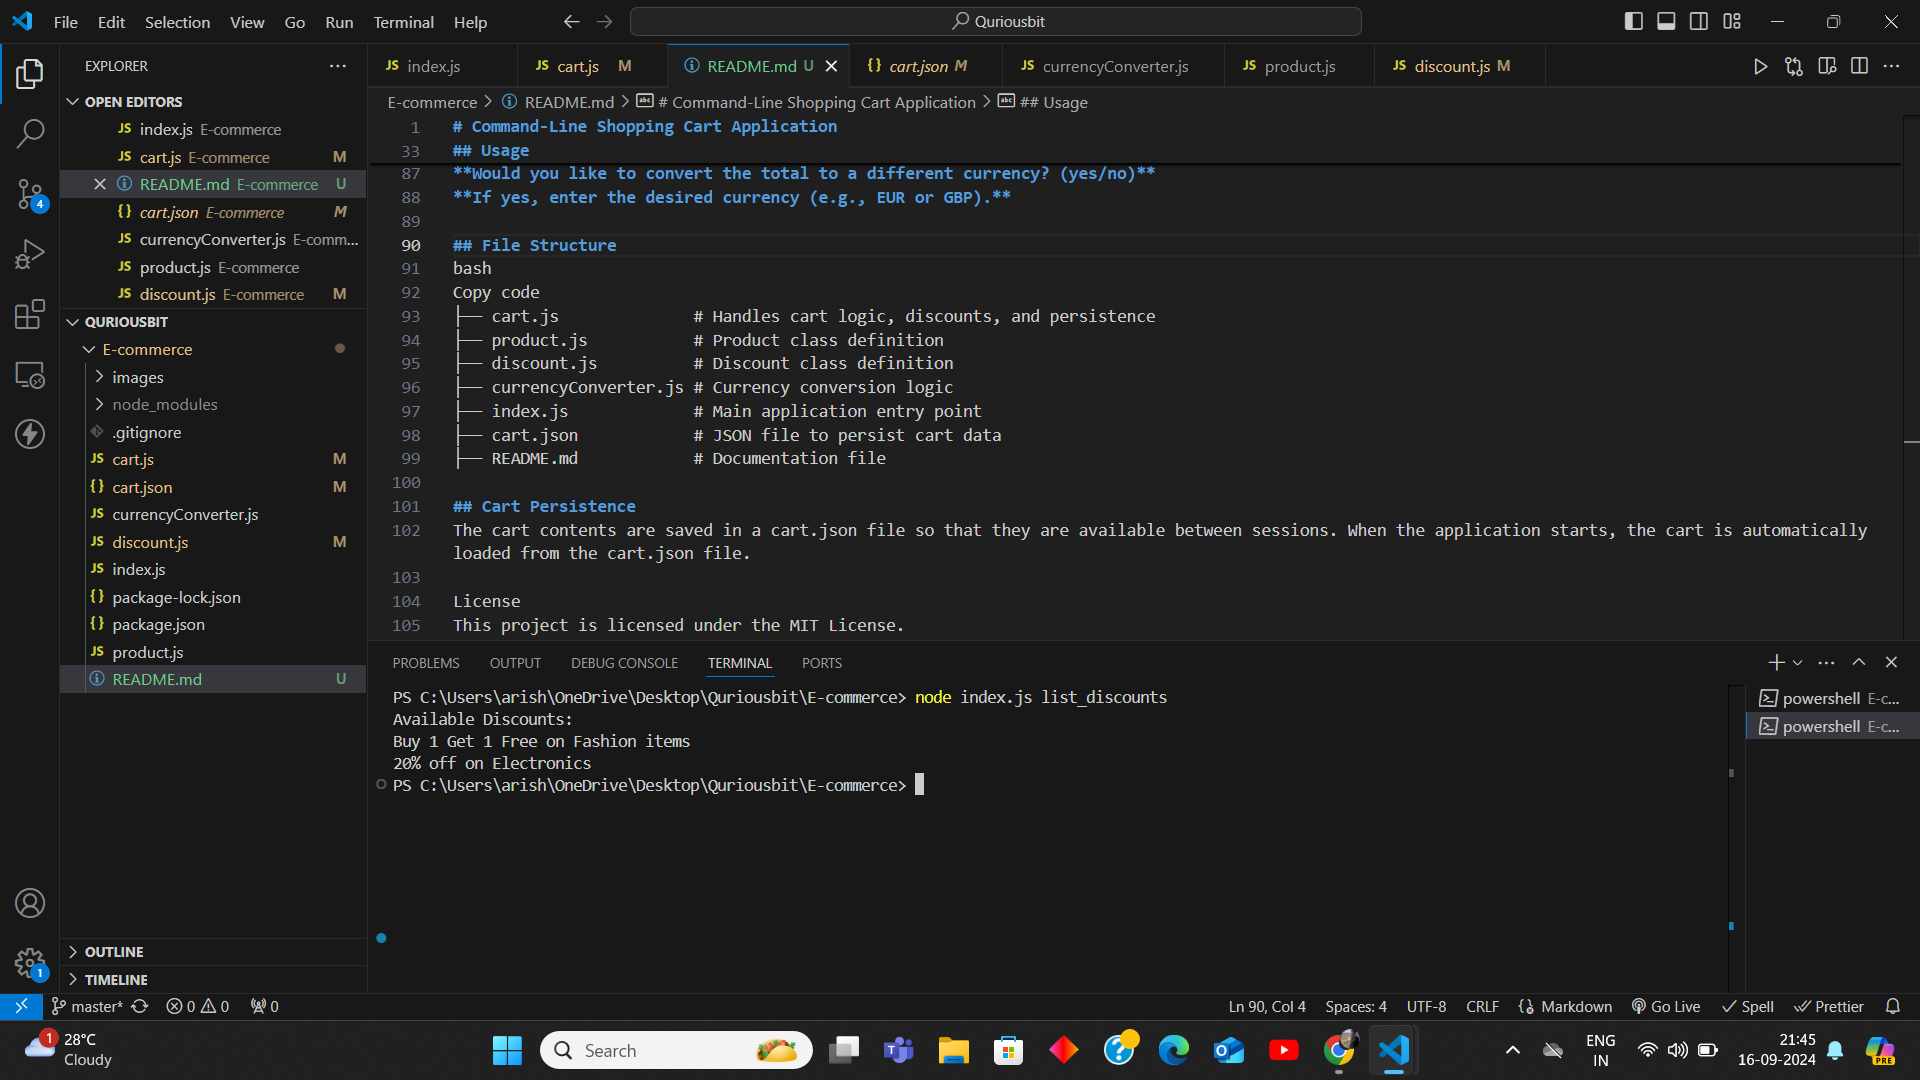 File Edit Selection View Go Run Terminal Help
Quriousbit
EXPLORER
OPEN EDITORS
JS index.js E-commerce
JS cart.js E-commerce M
README.md E-commerce U
{} cart.json E-commerce M
JS currencyConverter.js E-comm...
JS product.js E-commerce
JS discount.js E-commerce M
QURIOUSBIT
E-commerce
images
node_modules
.gitignore
JS cart.js M
{} cart.json M
JS currencyConverter.js
JS discount.js M
JS index.js
{} package-lock.json
{} package.json
JS product.js
README.md U
OUTLINE
TIMELINE
4
1
JS index.js JS cart.js M README.md U {} cart.json M JS currencyConverter.js JS product.js JS discount.js M
E-commerce > README.md > # Command-Line Shopping Cart Application > ## Usage
1 # Command-Line Shopping Cart Application
33 ## Usage
87 **Would you like to convert the total to a different currency? (yes/no)**
88 **If yes, enter the desired currency (e.g., EUR or GBP).**
89
90 ## File Structure
91 bash
92 Copy code
93 ├── cart.js # Handles cart logic, discounts, and persistence
94 ├── product.js # Product class definition
95 ├── discount.js # Discount class definition
96 ├── currencyConverter.js # Currency conversion logic
97 ├── index.js # Main application entry point
98 ├── cart.json # JSON file to persist cart data
99 ├── README.md # Documentation file
100
101 ## Cart Persistence
102 The cart contents are saved in a cart.json file so that they are available between sessions. When the application starts, the cart is automatically
loaded from the cart.json file.
103
104 License
105 This project is licensed under the MIT License.
PROBLEMS OUTPUT DEBUG CONSOLE TERMINAL PORTS
PS C:\Users\arish\OneDrive\Desktop\Quriousbit\E-commerce> node index.js list_discounts
Available Discounts:
Buy 1 Get 1 Free on Fashion items
20% off on Electronics
PS C:\Users\arish\OneDrive\Desktop\Quriousbit\E-commerce>
powershell E-c...
powershell E-c...
master* 0 0 0
Ln 90, Col 4 Spaces: 4 UTF-8 CRLF Markdown Go Live Spell Prettier
1 28°C
Cloudy
Search
ENG
IN
21:45
16-09-2024
PRE